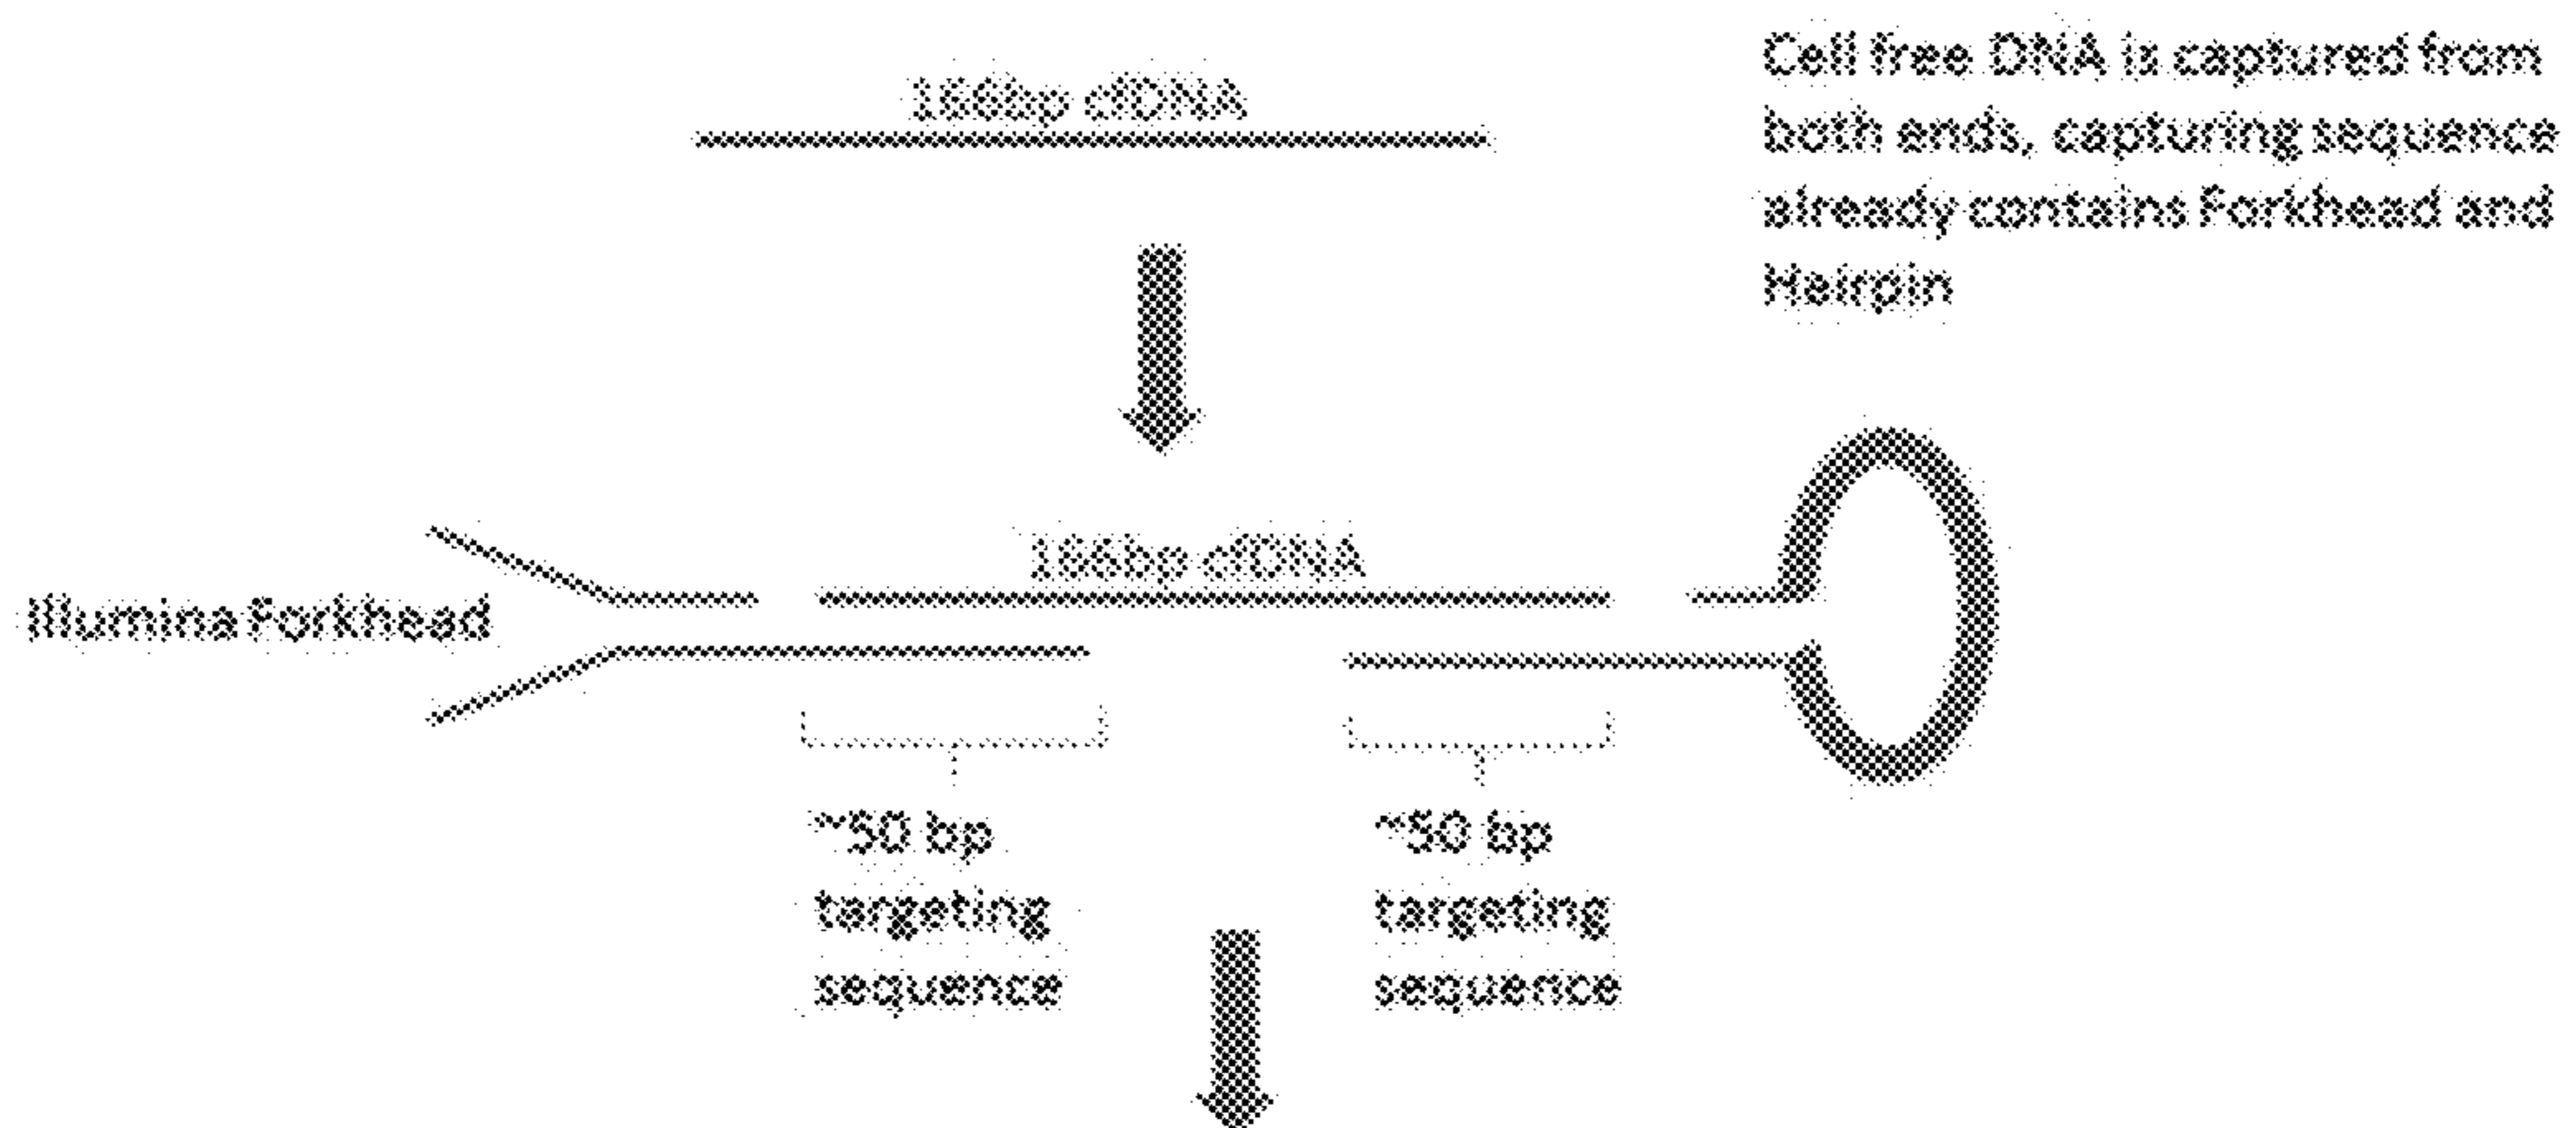 166bp cfDNA
Cell free DNA is captured from
both ends, capturing sequence
already contains Forkhead and
Hairpin
166bp cfDNA
Illumina Forkhead
~50 bp
targeting
sequence
~50 bp
targeting
sequence